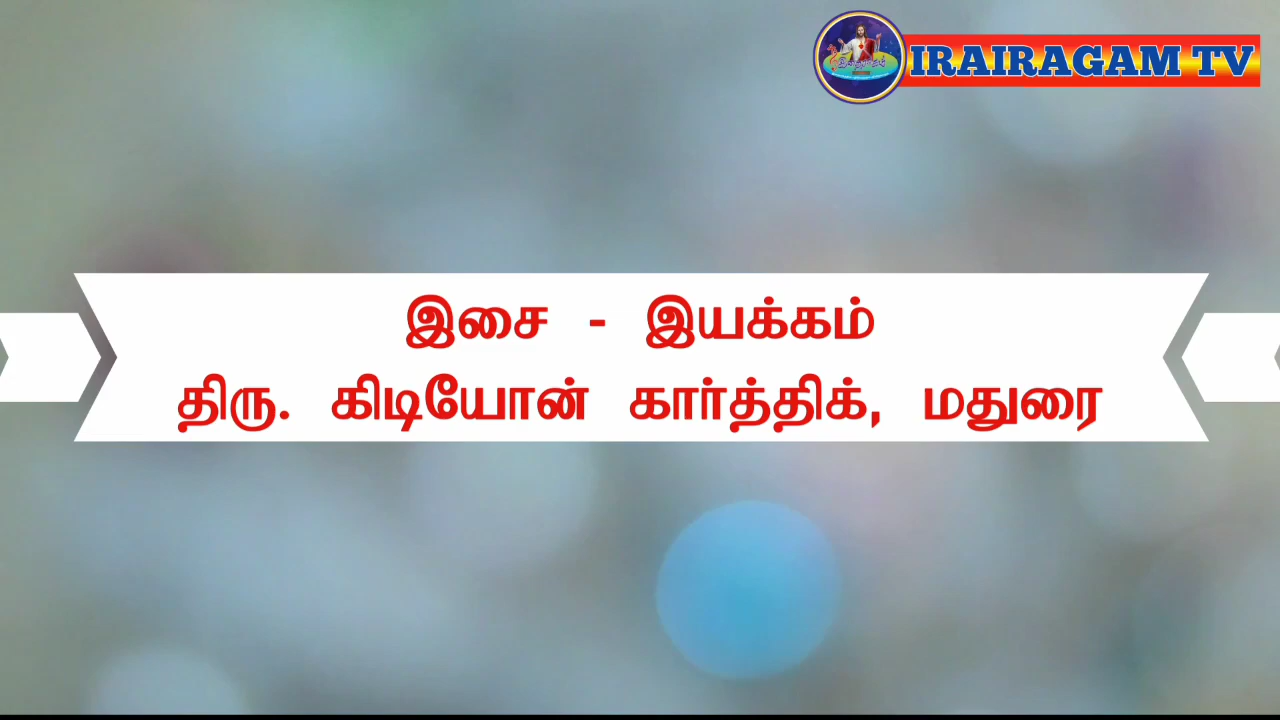 IRAIRAGAM TV
இசை - இயக்கம்
திரு. கிடியோன் கார்த்திக், மதுரை